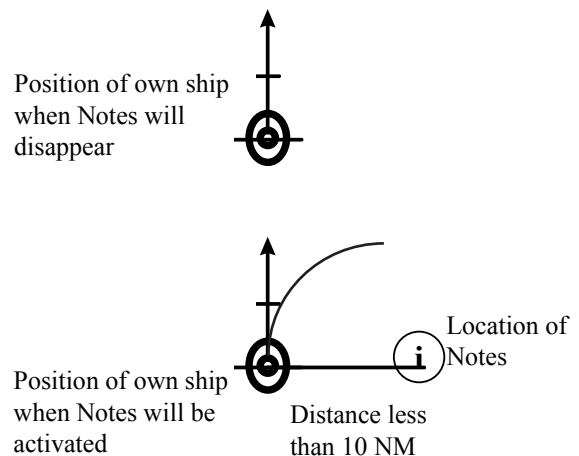 Position of own ship
when Notes will
disappear
i
Location of
Notes
Position of own ship
when Notes will be
activated
Distance less
than 10 NM